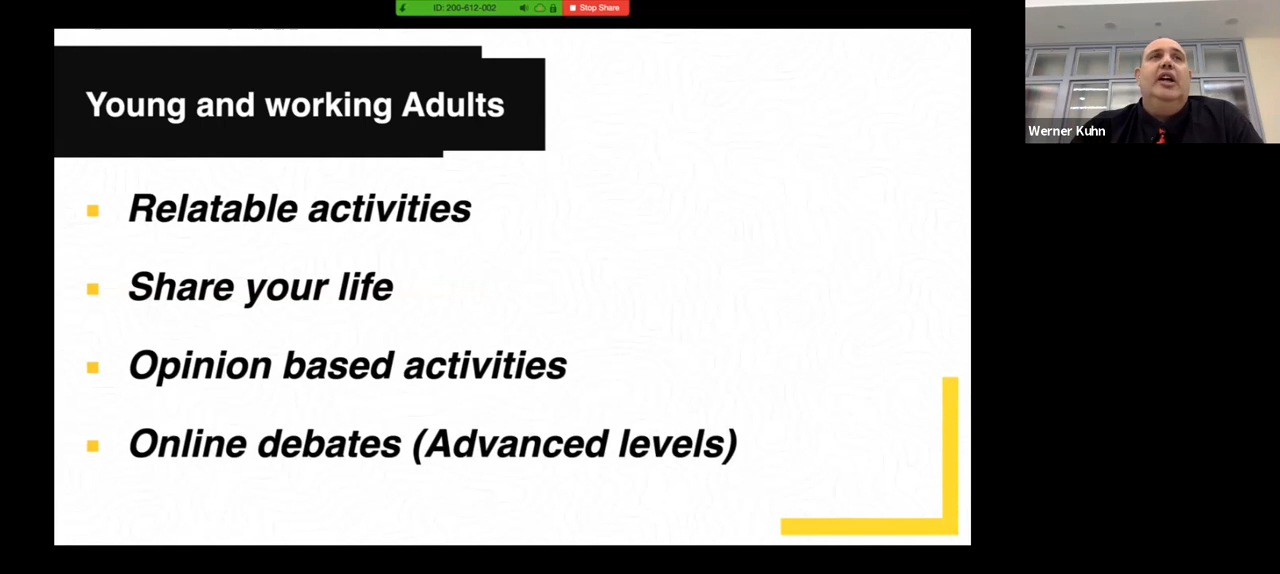 ID: 200-612-002
Stop Share
Young and working Adults
Relatable activities
Share your life
Opinion based activities
Online debates (Advanced levels)
Werner Kuhn